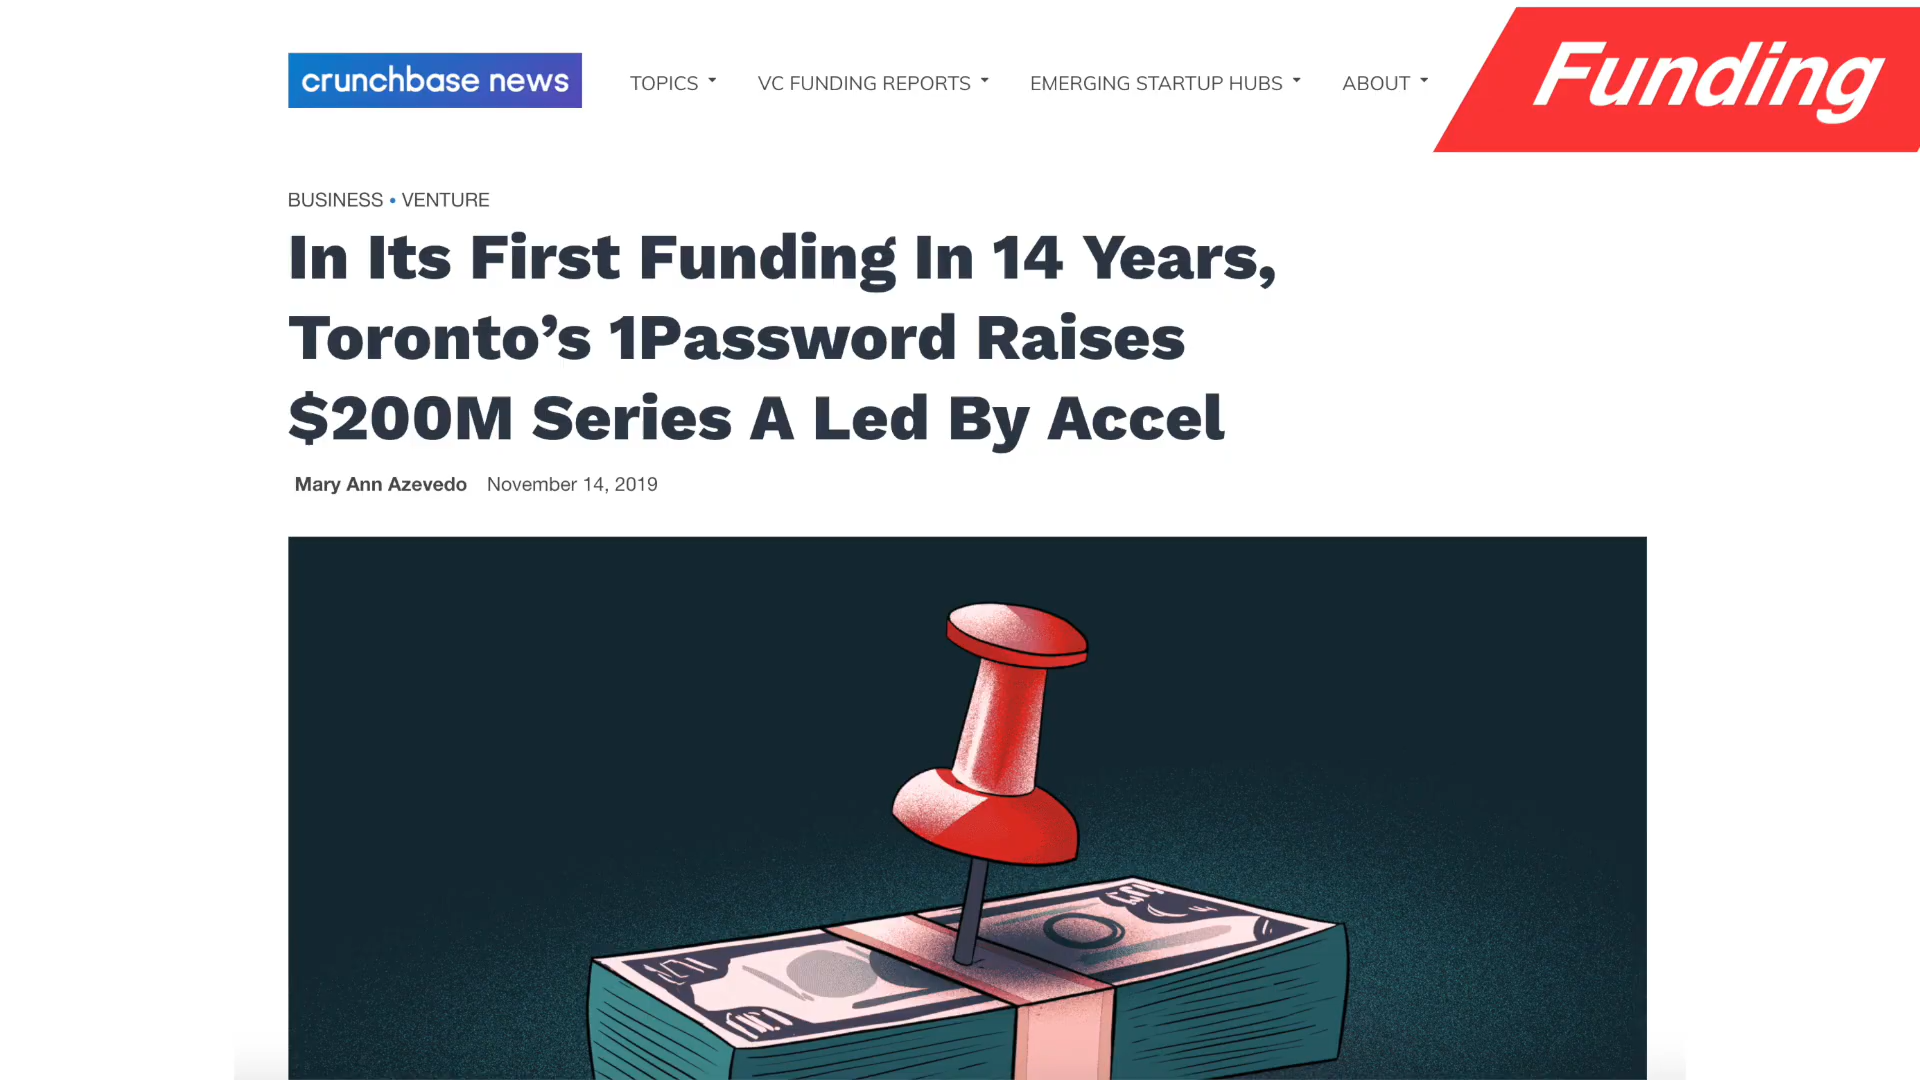 crunchbase news
TOPICS
VC FUNDING REPORTS
EMERGING STARTUP HUBS
ABOUT
Funding
BUSINESS • VENTURE
In Its First Funding In 14 Years,
Toronto’s 1Password Raises
$200M Series A Led By Accel
Mary Ann Azevedo November 14, 2019